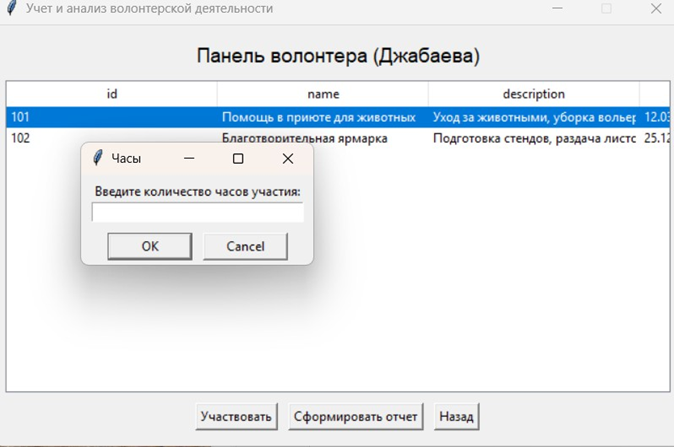 Учет и анализ волонтерской деятельности
Панель волонтера (Джабаева)
id name description
101 Помощь в приюте для животных Уход за животными, уборка вольер 12.03
102 Благотворительная ярмарка Подготовка стендов, раздача листо 25.12
Часы
Введите количество часов участия:
OK Cancel
Участвовать Сформировать отчет Назад